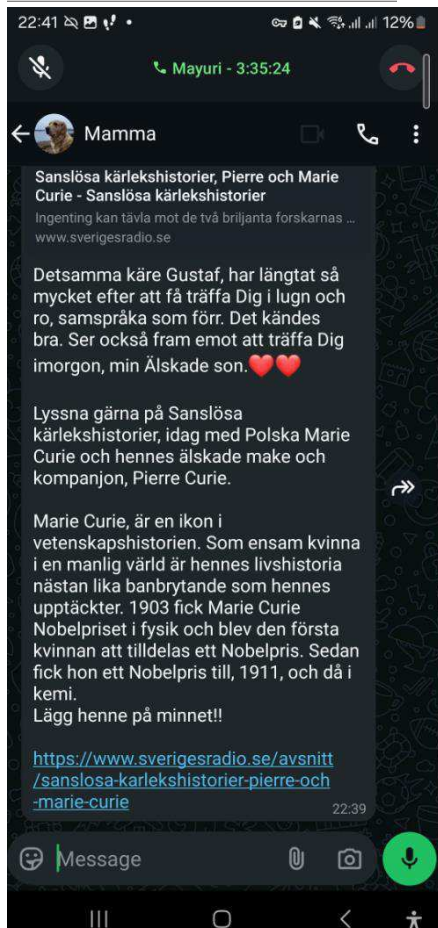 22:41
12%
Mayuri - 3:35:24
Mamma
Sanslösa kärlekshistorier, Pierre och Marie
Curie - Sanslösa kärlekshistorier
Ingenting kan tävla mot de två briljanta forskarnas ...
www.sverigesradio.se
Detsamma käre Gustaf, har längtat så
mycket efter att få träffa Dig i lugn och
ro, samspråka som förr. Det kändes
bra. Ser också fram emot att träffa Dig
imorgon, min Älskade son.❤️❤️
Lyssna gärna på Sanslösa
kärlekshistorier, idag med Polska Marie
Curie och hennes älskade make och
kompanjon, Pierre Curie.
Marie Curie, är en ikon i
vetenskapshistorien. Som ensam kvinna
i en manlig värld är hennes livshistoria
nästan lika banbrytande som hennes
upptäckter. 1903 fick Marie Curie
Nobelpriset i fysik och blev den första
kvinnan att tilldelas ett Nobelpris. Sedan
fick hon ett Nobelpris till, 1911, och då i
kemi.
Lägg henne på minnet!!
https://www.sverigesradio.se/avsnitt
/sanslosa-karlekshistorier-pierre-och
-marie-curie
22:39
Message